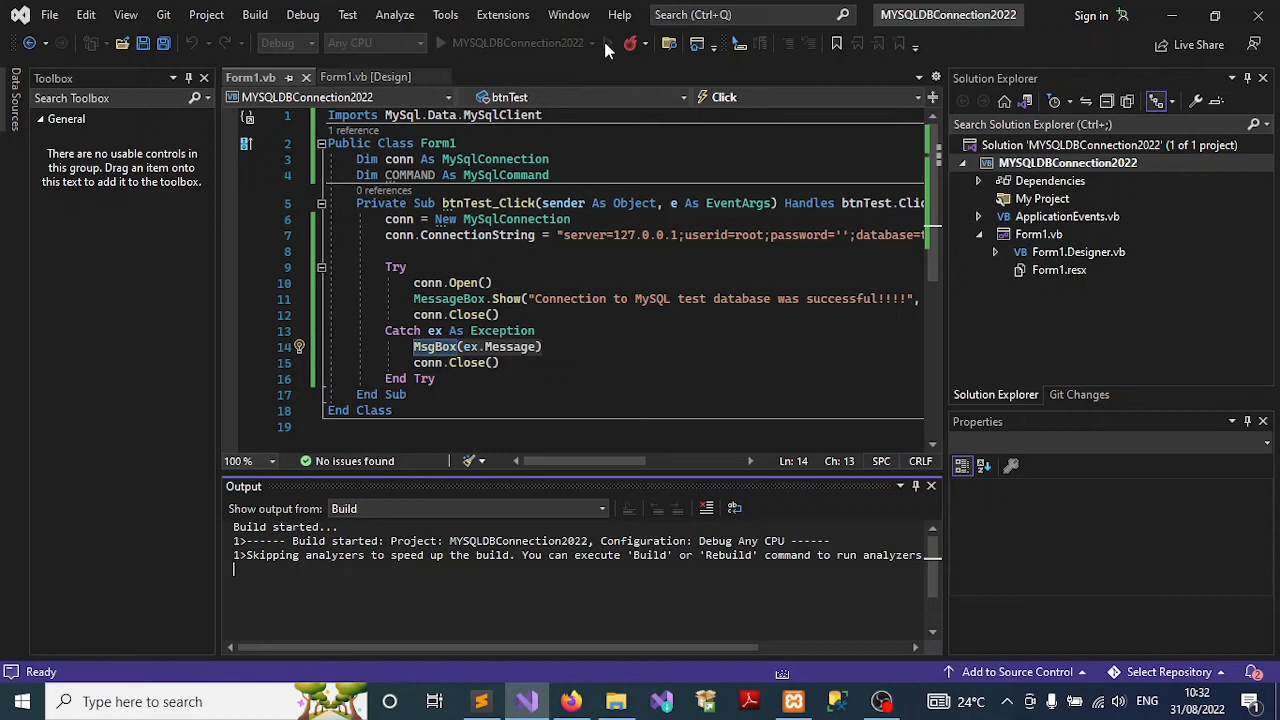 File Edit View Git Project Build Debug Test Analyze Tools Extensions Window Help Search (Ctrl+Q) MYSQLDBConnection2022 Sign in
Debug Any CPU MYSQLDBConnection2022 Live Share
Data Sources
Toolbox
Search Toolbox
General
There are no usable controls in
this group. Drag an item onto
this text to add it to the toolbox.
Form1.vb Form1.vb [Design]
MYSQLDBConnection2022 btnTest Click
1 Imports MySql.Data.MySqlClient
1 reference
2 Public Class Form1
3 Dim conn As MySqlConnection
4 Dim COMMAND As MySqlCommand
0 references
5 Private Sub btnTest_Click(sender As Object, e As EventArgs) Handles btnTest.Clic
6 conn = New MySqlConnection
7 conn.ConnectionString = "server=127.0.0.1;userid=root;password='';database=t
8
9 Try
10 conn.Open()
11 MessageBox.Show("Connection to MySQL test database was successful!!!!",
12 conn.Close()
13 Catch ex As Exception
14 MsgBox(ex.Message)
15 conn.Close()
16 End Try
17 End Sub
18 End Class
19
100 % No issues found Ln: 14 Ch: 13 SPC CRLF
Output
Show output from: Build
Build started...
1>------ Build started: Project: MYSQLDBConnection2022, Configuration: Debug Any CPU ------
1>Skipping analyzers to speed up the build. You can execute 'Build' or 'Rebuild' command to run analyzers
Solution Explorer
Search Solution Explorer (Ctrl+;)
Solution 'MYSQLDBConnection2022' (1 of 1 project)
MYSQLDBConnection2022
Dependencies
My Project
ApplicationEvents.vb
Form1.vb
Form1.Designer.vb
Form1.resx
Solution Explorer Git Changes
Properties
Ready Add to Source Control Select Repository 2
Type here to search 24°C ENG 10:32
31/08/2022